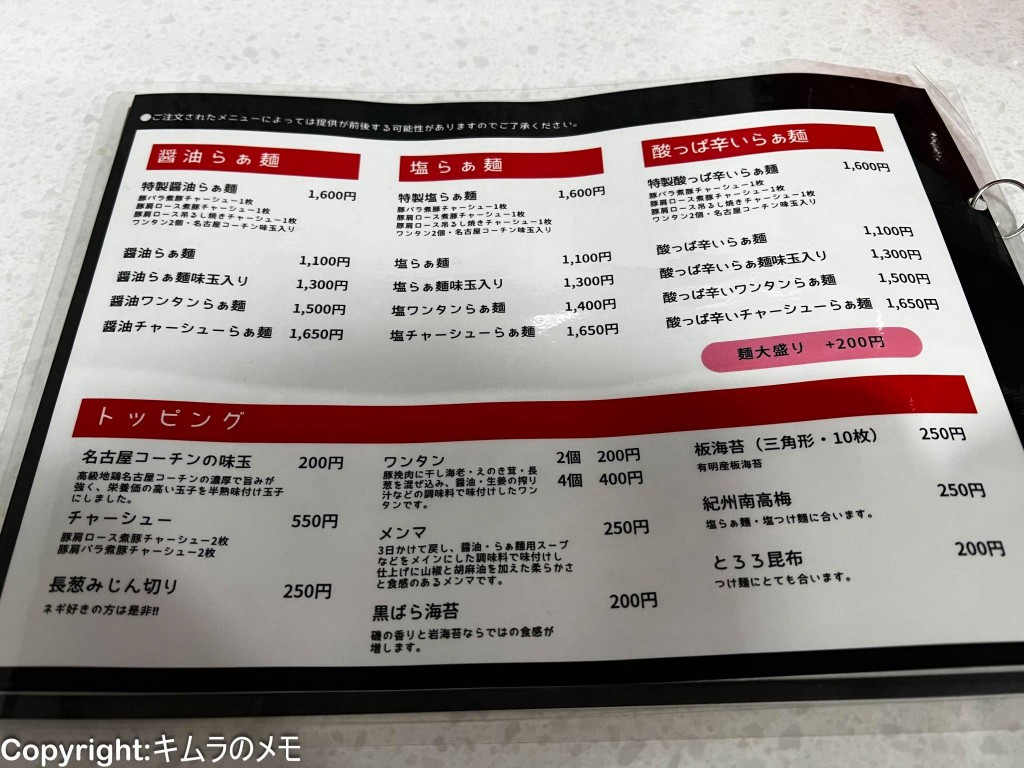 ●ご注文されたメニューによっては提供が前後する可能性がありますのでご了承ください。
醤油らぁ麺
特製醤油らぁ麺 1,600円
豚バラ煮豚チャーシュー1枚
豚肩ロース煮豚チャーシュー1枚
豚肩ロース吊るし焼きチャーシュー1枚
ワンタン2個・名古屋コーチン味玉入り
醤油らぁ麺 1,100円
醤油らぁ麺味玉入り 1,300円
醤油ワンタンらぁ麺 1,500円
醤油チャーシューらぁ麺 1,650円
塩らぁ麺
特製塩らぁ麺 1,600円
豚バラ煮豚チャーシュー1枚
豚肩ロース煮豚チャーシュー1枚
豚肩ロース吊るし焼きチャーシュー1枚
ワンタン2個・名古屋コーチン味玉入り
塩らぁ麺 1,100円
塩らぁ麺味玉入り 1,300円
塩ワンタンらぁ麺 1,400円
塩チャーシューらぁ麺 1,650円
酸っぱ辛いらぁ麺
特製酸っぱ辛いらぁ麺 1,600円
豚バラ煮豚チャーシュー1枚
豚肩ロース煮豚チャーシュー1枚
豚肩ロース吊るし焼きチャーシュー1枚
ワンタン2個・名古屋コーチン味玉入り
酸っぱ辛いらぁ麺 1,100円
酸っぱ辛いらぁ麺味玉入り 1,300円
酸っぱ辛いワンタンらぁ麺 1,500円
酸っぱ辛いチャーシューらぁ麺 1,650円
麺大盛り +200円
トッピング
名古屋コーチンの味玉 200円
高級地鶏名古屋コーチンの濃厚で旨みが
強く、栄養価の高い玉子を半熟味付け玉子
にしました。
チャーシュー 550円
豚肩ロース煮豚チャーシュー2枚
豚肩バラ煮豚チャーシュー2枚
長葱みじん切り 250円
ネギ好きの方は是非!!
ワンタン 2個 200円
4個 400円
豚挽肉に干し海老・えのき茸・長
葱を混ぜ込み、醤油・生姜の搾り
汁などの調味料で味付けしたワン
タンです。
メンマ 250円
3日かけて戻し、醤油・らぁ麺用スープ
などをメインにした調味料で味付けし
仕上げに山椒と胡麻油を加えた柔らかさ
と食感のあるメンマです。
黒ばら海苔 200円
磯の香りと岩海苔ならではの食感が
増します。
板海苔（三角形・10枚） 250円
有明産板海苔
紀州南高梅 250円
塩らぁ麺・塩つけ麺に合います。
とろろ昆布 200円
つけ麺にとても合います。
Copyright:キムラのメモ